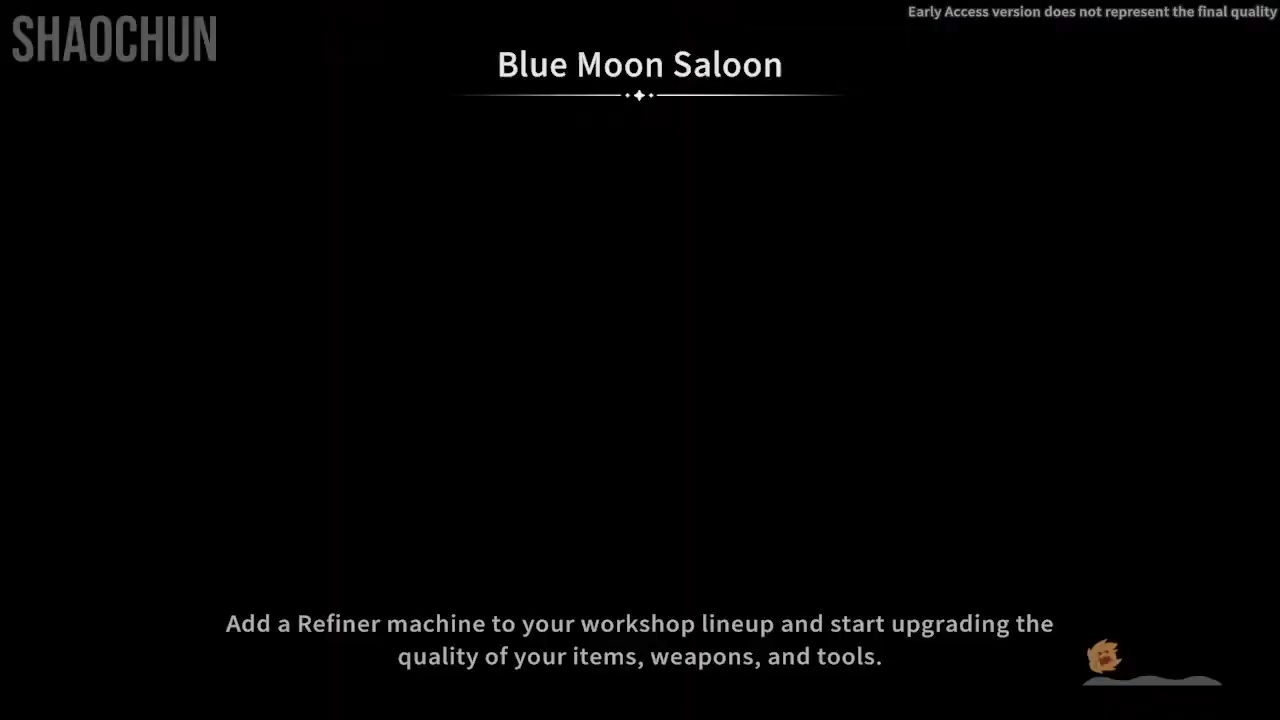 SHAOCHUN
Early Access version does not represent the final quality
Blue Moon Saloon
Add a Refiner machine to your workshop lineup and start upgrading the
quality of your items, weapons, and tools.